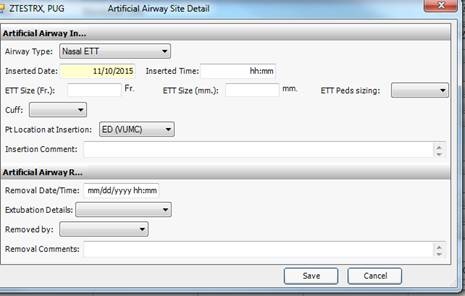 ZTESTRX, PUG Artificial Airway Site Detail
Artificial Airway In...
Airway Type: Nasal ETT
Inserted Date: 11/10/2015 Inserted Time: hh:mm
ETT Size (Fr.): Fr. ETT Size (mm.): mm. ETT Peds sizing:
Cuff:
Pt Location at Insertion: ED (VUMC)
Insertion Comment:
Artificial Airway R...
Removal Date/Time: mm/dd/yyyy hh:mm
Extubation Details:
Removed by:
Removal Comments:
Save Cancel